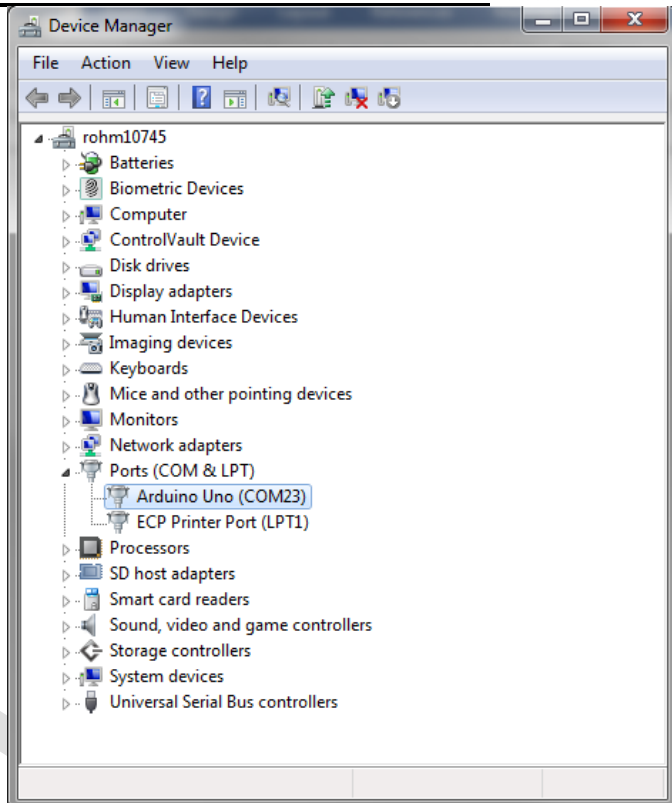 Device Manager
File Action View Help
rohm10745
Batteries
Biometric Devices
Computer
ControlVault Device
Disk drives
Display adapters
Human Interface Devices
Imaging devices
Keyboards
Mice and other pointing devices
Monitors
Network adapters
Ports (COM & LPT)
Arduino Uno (COM23)
ECP Printer Port (LPT1)
Processors
SD host adapters
Smart card readers
Sound, video and game controllers
Storage controllers
System devices
Universal Serial Bus controllers